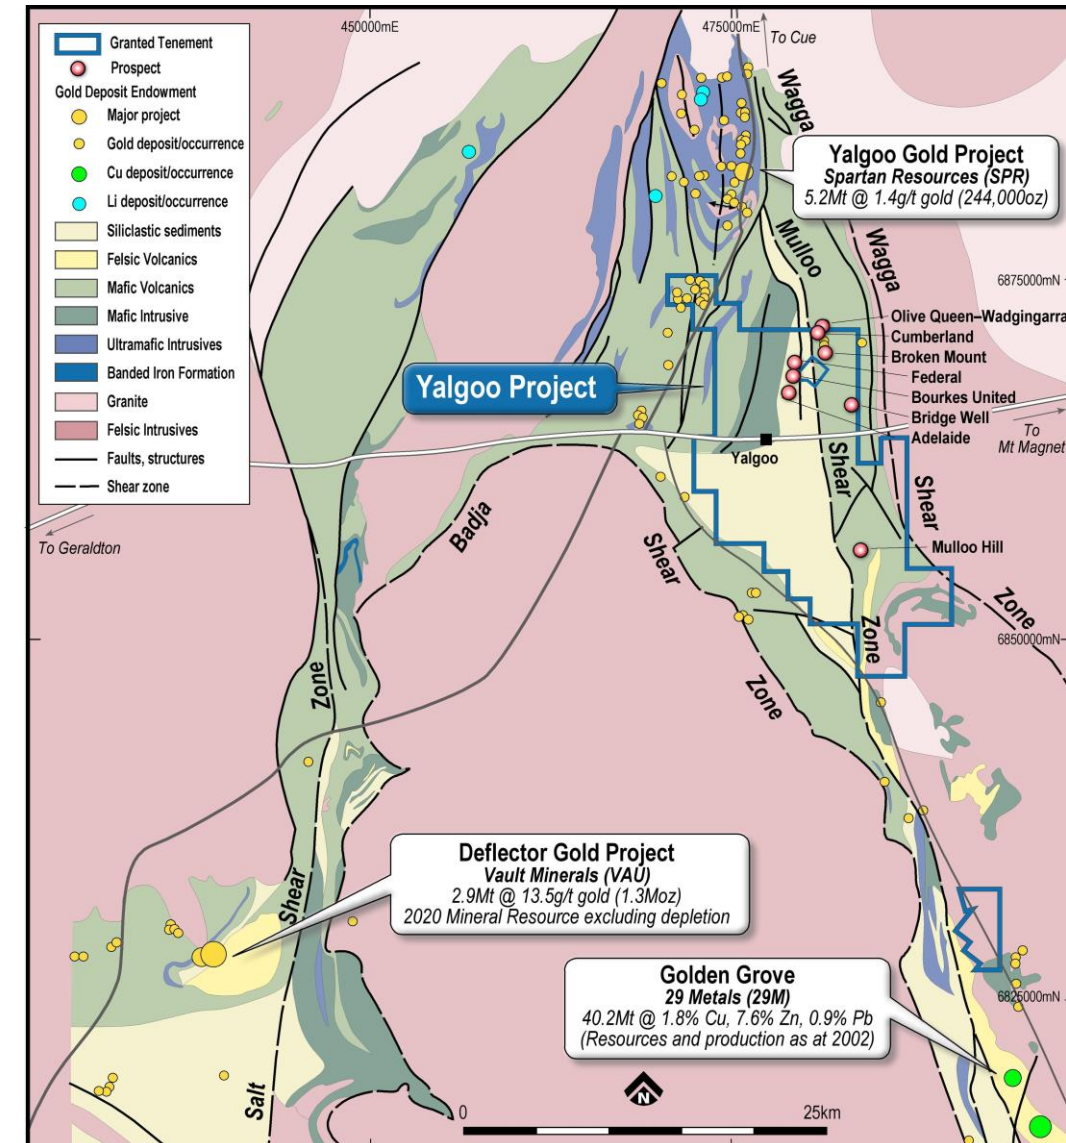 450000mE
475000mE
To Cue
Granted Tenement
Prospect
Gold Deposit Endowment
Major project
Gold deposit/occurrence
Cu deposit/occurrence
Li deposit/occurrence
Siliclastic sediments
Felsic Volcanics
Mafic Volcanics
Mafic Intrusive
Ultramafic Intrusives
Banded Iron Formation
Granite
Felsic Intrusives
Faults, structures
Shear zone
Wagga
Yalgoo Gold Project
Spartan Resources (SPR)
5.2Mt @ 1.4g/t gold (244,000oz)
Mulloo
Wagga
6875000mN
Olive Queen–Wadgingarra
Cumberland
Broken Mount
Federal
Bourkes United
Bridge Well
Adelaide
Yalgoo Project
To
Mt Magnet
Yalgoo
Shear
Shear
To Geraldton
Badja
Shear
Mulloo Hill
Zone
Zone
6850000mN
Zone
Zone
Deflector Gold Project
Vault Minerals (VAU)
2.9Mt @ 13.5g/t gold (1.3Moz)
2020 Mineral Resource excluding depletion
Shear
Golden Grove
29 Metals (29M)
40.2Mt @ 1.8% Cu, 7.6% Zn, 0.9% Pb
(Resources and production as at 2002)
6825000mN
Salt
N
0
25km